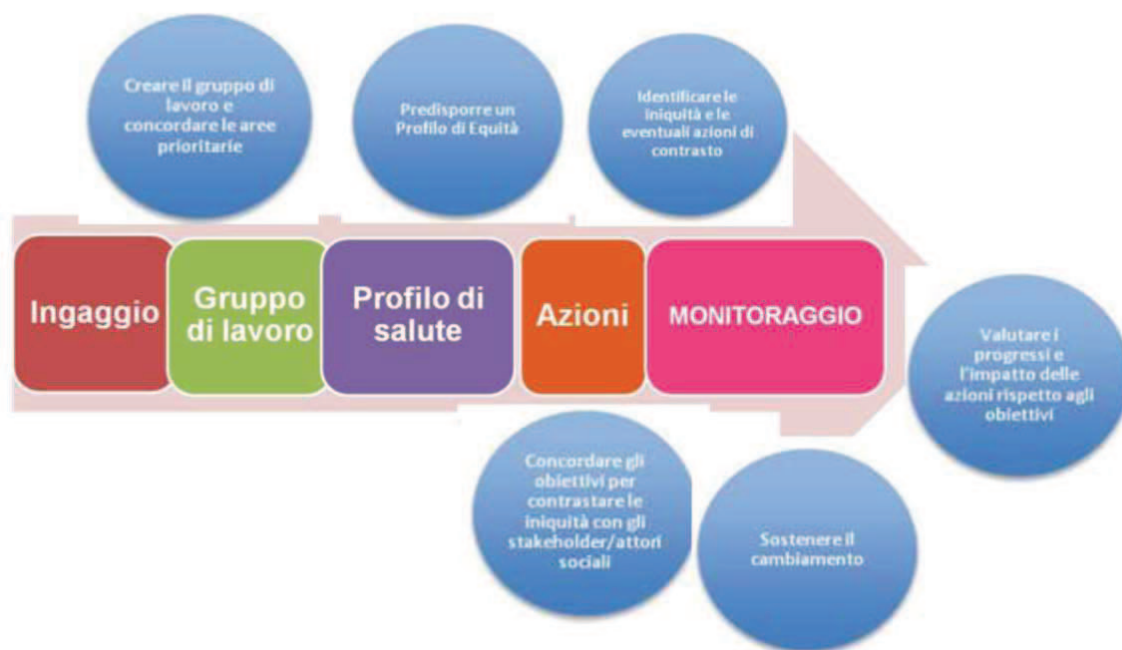 Creare il gruppo di
lavoro e
concordare le aree
prioritarie
Predisporre un
Profilo di Equità
Identificare le
iniquità e le
eventuali azioni di
contrasto
Ingaggio
Gruppo
di lavoro
Profilo di
salute
Azioni
MONITORAGGIO
Valutare i
progressi e
l'impatto delle
azioni rispetto agli
obiettivi
Concordare gli
obiettivi per
contrastare le
iniquità con gli
stakeholder/attori
sociali
Sostenere il
cambiamento